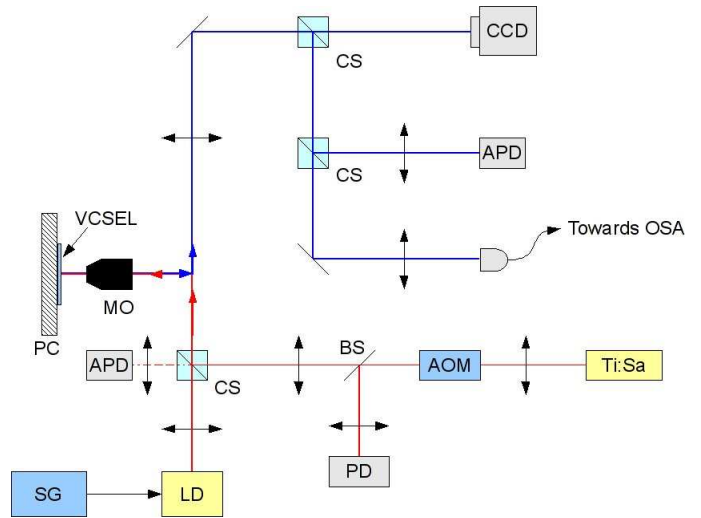 CCD
CS
APD
CS
VCSEL
Towards OSA
MO
PC
BS
APD
AOM
Ti:Sa
CS
PD
SG
LD